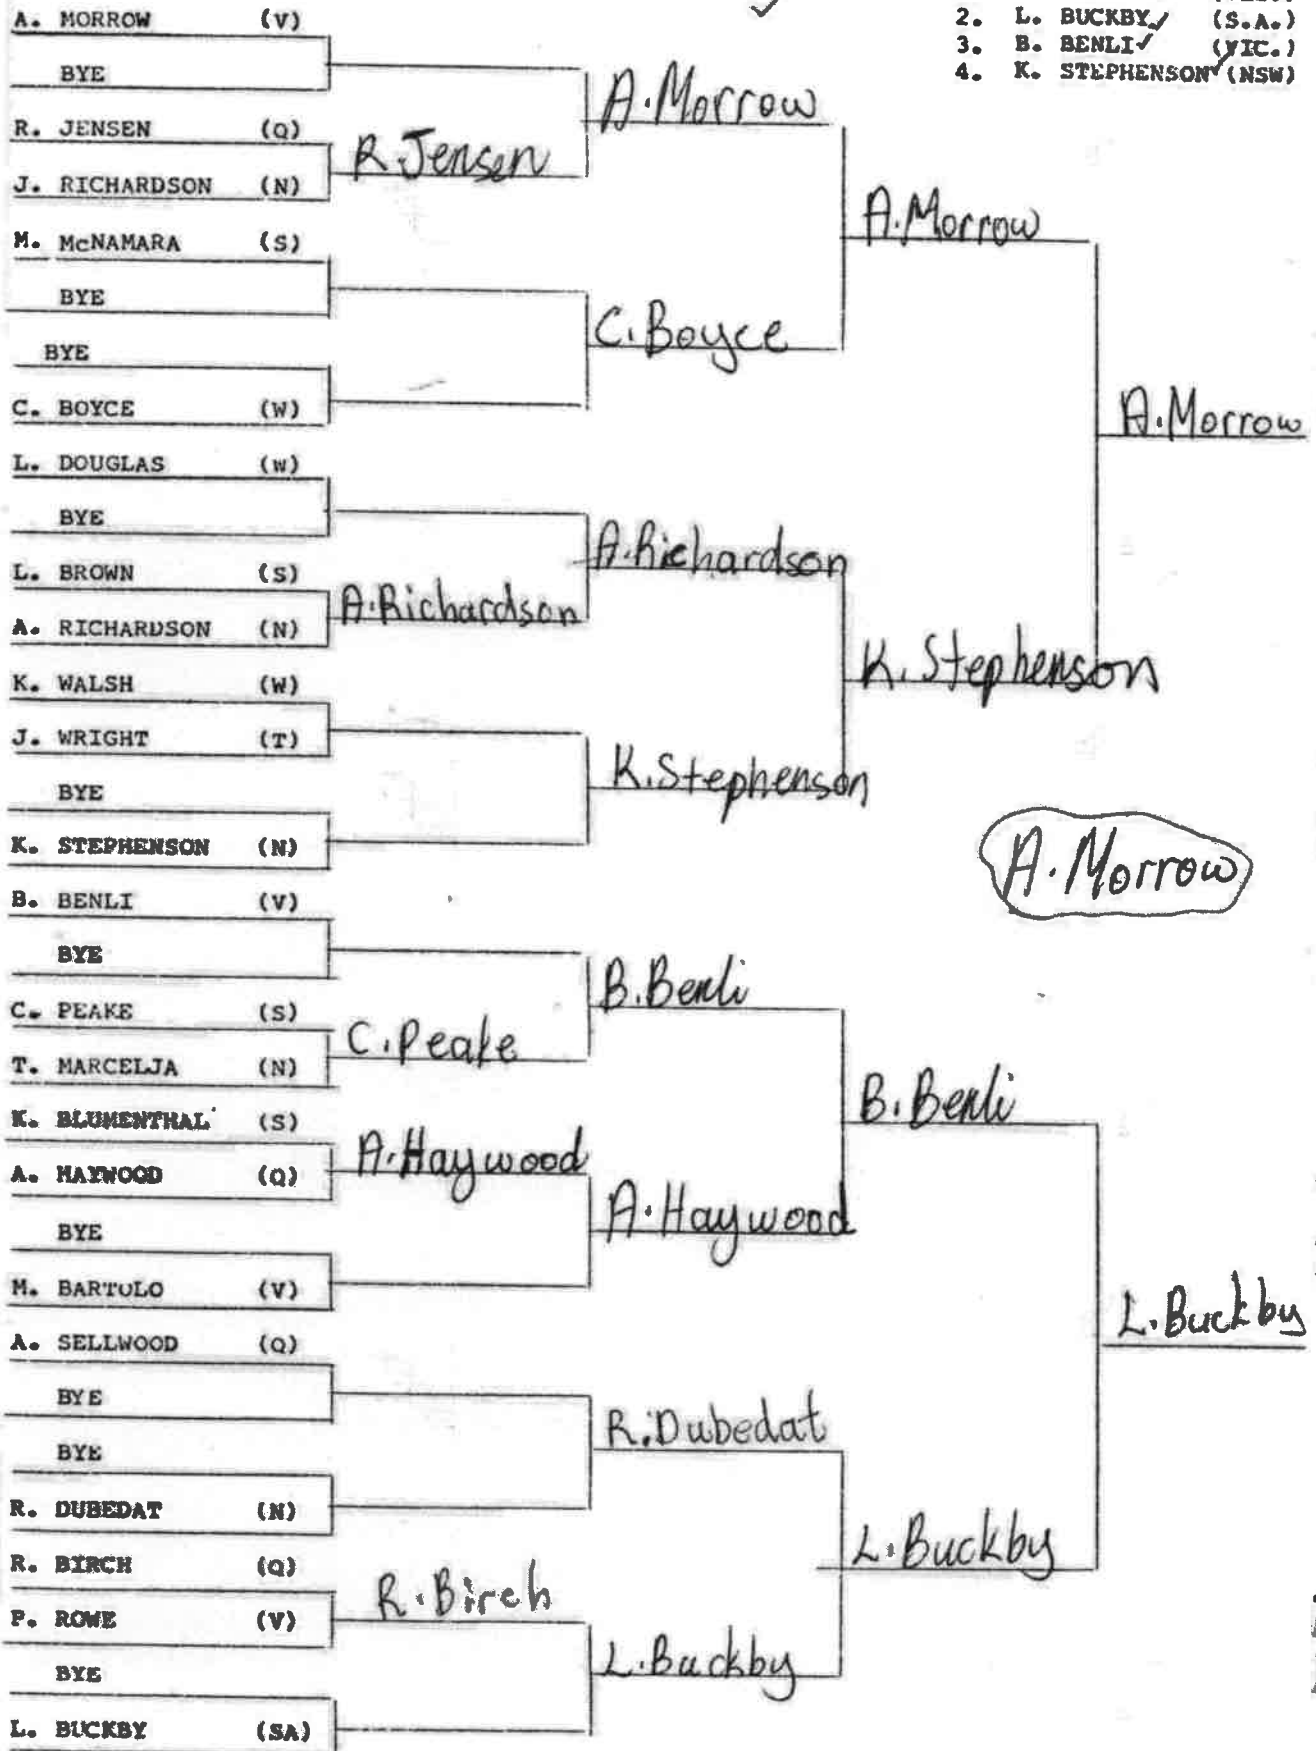 2. L. BUCKBY ✓ (S.A.)
3. B. BENLI ✓ (VIC.)
4. K. STEPHENSON ✓ (NSW)
A. MORROW (V)
BYE
A. Morrow
R. JENSEN (Q)
R. Jensen
J. RICHARDSON (N)
A. Morrow
M. McNAMARA (S)
BYE
C. Boyce
BYE
C. BOYCE (W)
A. Morrow
L. DOUGLAS (W)
BYE
A. Richardson
L. BROWN (S)
A. Richardson
A. RICHARDSON (N)
K. Stephenson
K. WALSH (W)
J. WRIGHT (T)
K. Stephenson
BYE
K. STEPHENSON (N)
A. Morrow
B. BENLI (V)
BYE
B. Benli
C. PEAKE (S)
C. Peake
T. MARCELJA (N)
B. Benli
K. BLUMENTHAL (S)
A. Haywood
A. HAYWOOD (Q)
A. Haywood
BYE
M. BARTOLO (V)
L. Buckby
A. SELLWOOD (Q)
BYE
R. Dubedat
BYE
R. DUBEDAT (N)
L. Buckby
R. BIRCH (Q)
R. Birch
P. ROWE (V)
L. Buckby
BYE
L. BUCKBY (SA)